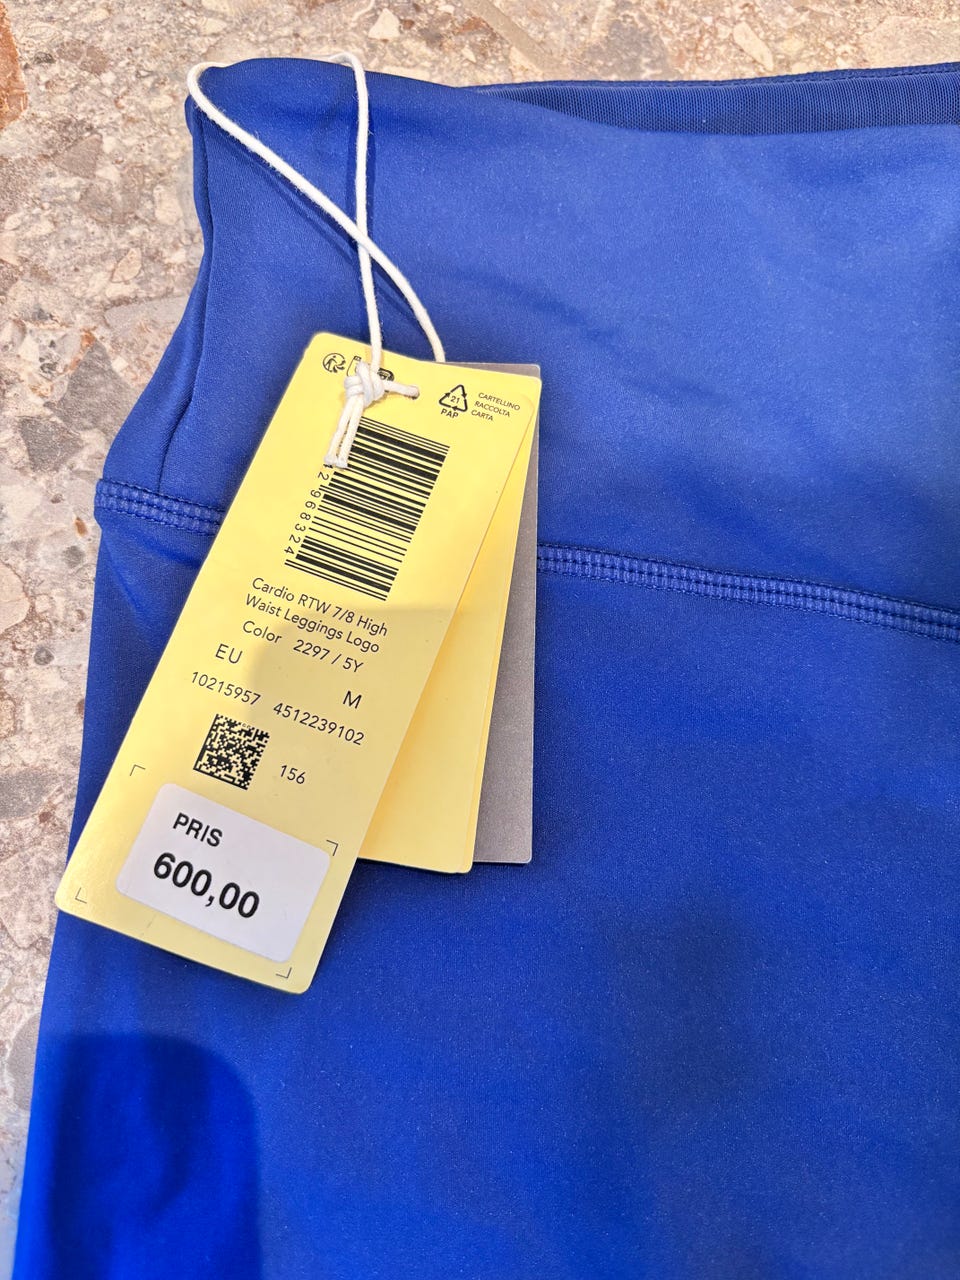 21
PAP
CARTELLINO
RACCOLTA
CARTA
2968324
Cardio RTW 7/8 High
Waist Leggings Logo
Color 2297 / 5Y
EU M
10215957 4512239102
156
PRIS
600,00